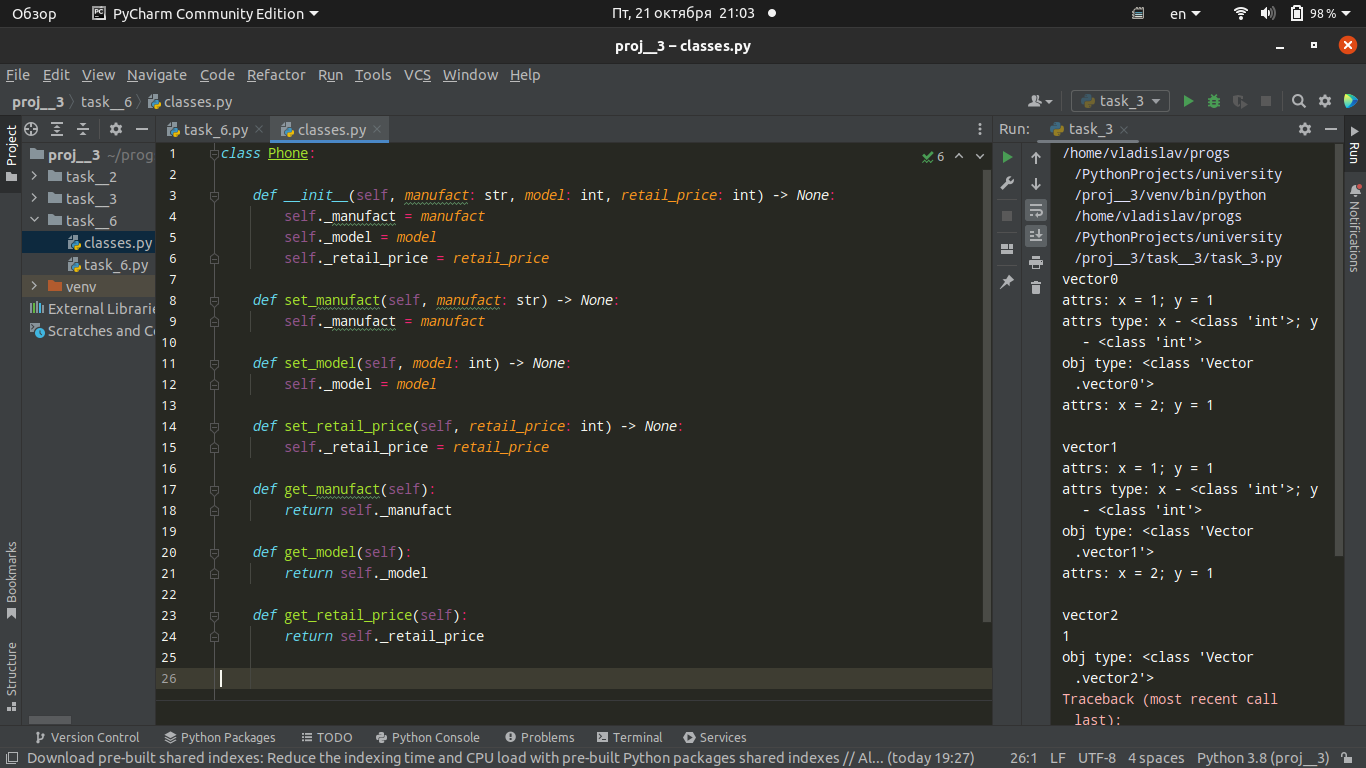 Обзор PyCharm Community Edition Пт, 21 октября 21:03 en 98 %
proj__3 – classes.py
File Edit View Navigate Code Refactor Run Tools VCS Window Help
proj__3 task__6 classes.py task_3
Project
proj__3 ~/prog
task__2
task__3
task__6
classes.py
task_6.py
venv
External Librarie
Scratches and Co
Bookmarks
Structure
task_6.py classes.py
6
1 class Phone:
2
3 def __init__(self, manufact: str, model: int, retail_price: int) -> None:
4 self._manufact = manufact
5 self._model = model
6 self._retail_price = retail_price
7
8 def set_manufact(self, manufact: str) -> None:
9 self._manufact = manufact
10
11 def set_model(self, model: int) -> None:
12 self._model = model
13
14 def set_retail_price(self, retail_price: int) -> None:
15 self._retail_price = retail_price
16
17 def get_manufact(self):
18 return self._manufact
19
20 def get_model(self):
21 return self._model
22
23 def get_retail_price(self):
24 return self._retail_price
25
26
Run: task_3
/home/vladislav/progs
/PythonProjects/university
/proj__3/venv/bin/python
/home/vladislav/progs
/PythonProjects/university
/proj__3/task__3/task_3.py
vector0
attrs: x = 1; y = 1
attrs type: x - <class 'int'>; y
- <class 'int'>
obj type: <class 'Vector
.vector0'>
attrs: x = 2; y = 1
vector1
attrs: x = 1; y = 1
attrs type: x - <class 'int'>; y
- <class 'int'>
obj type: <class 'Vector
.vector1'>
attrs: x = 2; y = 1
vector2
1
obj type: <class 'Vector
.vector2'>
Traceback (most recent call
last):
Run
Notifications
Version Control Python Packages TODO Python Console Problems Terminal Services
Download pre-built shared indexes: Reduce the indexing time and CPU load with pre-built Python packages shared indexes // Al... (today 19:27) 26:1 LF UTF-8 4 spaces Python 3.8 (proj__3)